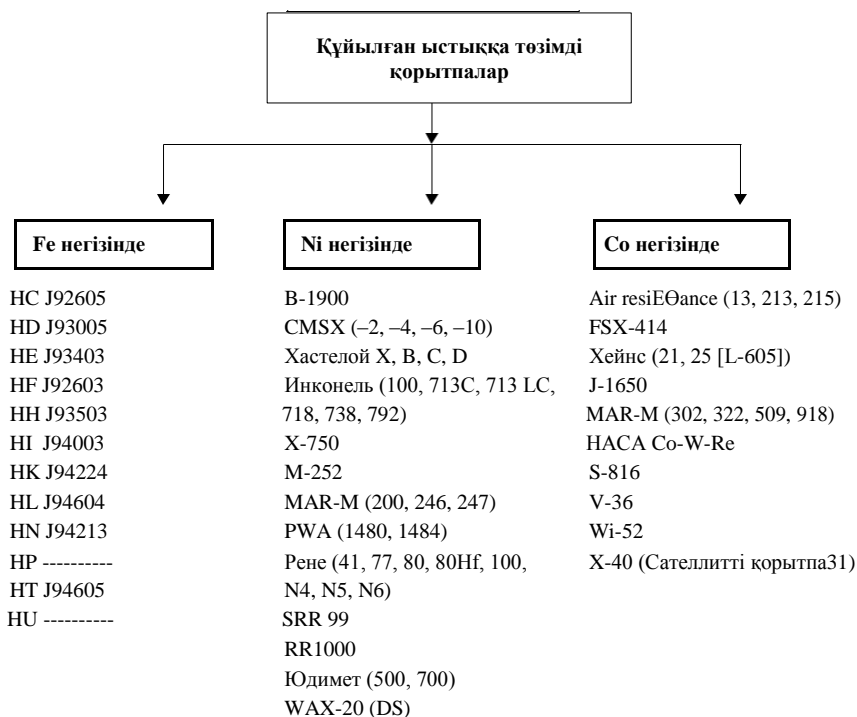 Құйылған ыстыққа төзімді
қорытпалар
Fe негізінде
HC J92605
HD J93005
HE J93403
HF J92603
HH J93503
HI J94003
HK J94224
HL J94604
HN J94213
HP ----------
HT J94605
HU ----------
Ni негізінде
B-1900
CMSX (–2, –4, –6, –10)
Хастелой X, B, C, D
Инконель (100, 713C, 713 LC,
718, 738, 792)
X-750
M-252
MAR-M (200, 246, 247)
PWA (1480, 1484)
Рене (41, 77, 80, 80Hf, 100,
N4, N5, N6)
SRR 99
RR1000
Юдимет (500, 700)
WAX-20 (DS)
Co негізінде
Air resiEӨance (13, 213, 215)
FSX-414
Хейнс (21, 25 [L-605])
J-1650
MAR-M (302, 322, 509, 918)
НАСА Co-W-Re
S-816
V-36
Wi-52
X-40 (Сателлитті қорытпа31)